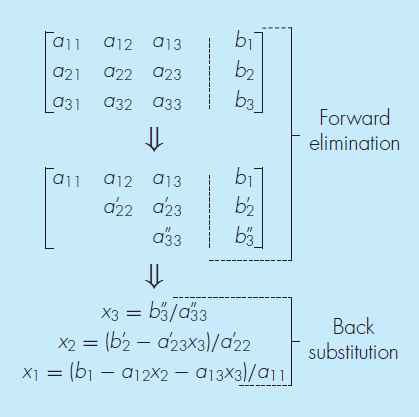 a11 a12 a13 b1
a21 a22 a23 b2
a31 a32 a33 b3
Forward
elimination
⇓
a11 a12 a13 b1
a′22 a′23 b′2
a″33 b″3
⇓
x3 = b″3/a″33
x2 = (b′2 − a′23x3)/a′22
x1 = (b1 − a12x2 − a13x3)/a11
Back
substitution